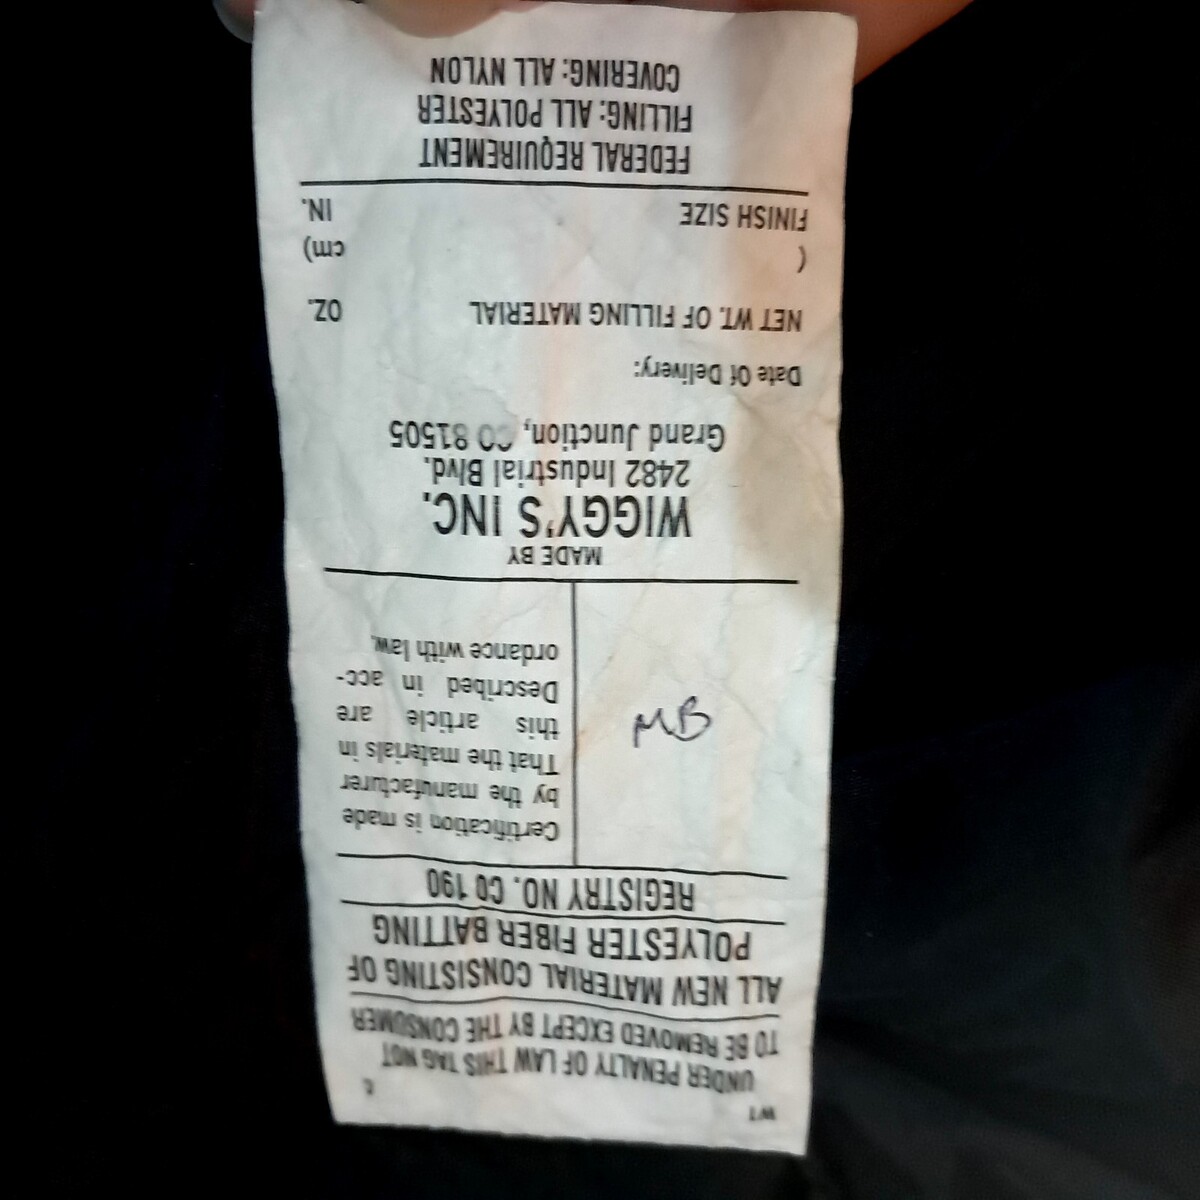 W1 6
UNDER PENALTY OF LAW THIS TAG NOT
TO BE REMOVED EXCEPT BY THE CONSUMER
ALL NEW MATERIAL CONSISTING OF
POLYESTER FIBER BATTING
REGISTRY NO. CO 190
MB
Certification is made
by the manufacturer
That the materials in
this article are
Described in acc-
ordance with law.
MADE BY
WIGGY'S INC.
2482 Industrial Blvd.
Grand Junction, CO 81505
Date Of Delivery:
NET WT. OF FILLING MATERIAL OZ.
( cm)
FINISH SIZE IN.
FEDERAL REQUIREMENT
FILLING: ALL POLYESTER
COVERING: ALL NYLON